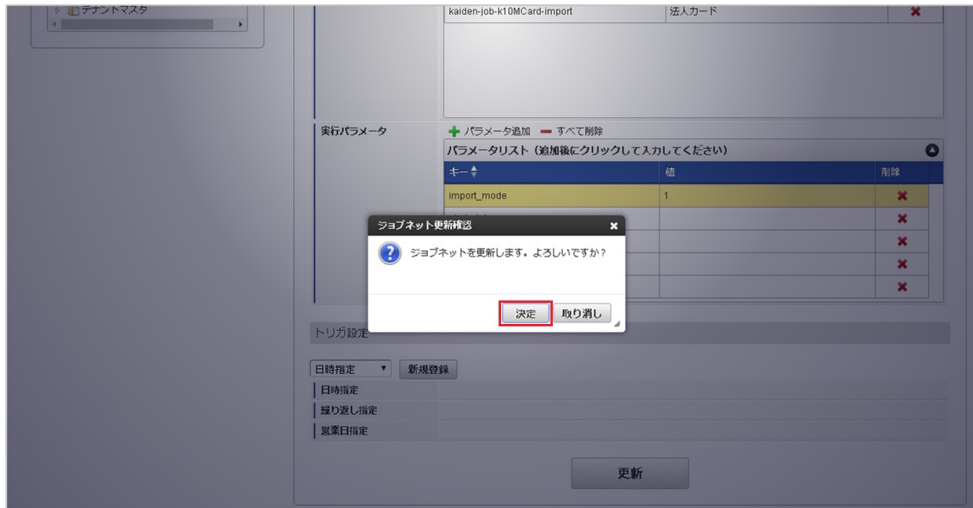 テナントマスタ
kaiden-job-k10MCard-import 法人カード
実行パラメータ
パラメータ追加 すべて削除
パラメータリスト（追加後にクリックして入力してください）
キー 値 削除
import_mode 1
ジョブネット更新確認
ジョブネットを更新します。よろしいですか？
決定 取り消し
トリガ設定
日時指定 新規登録
日時指定
繰り返し指定
営業日指定
更新